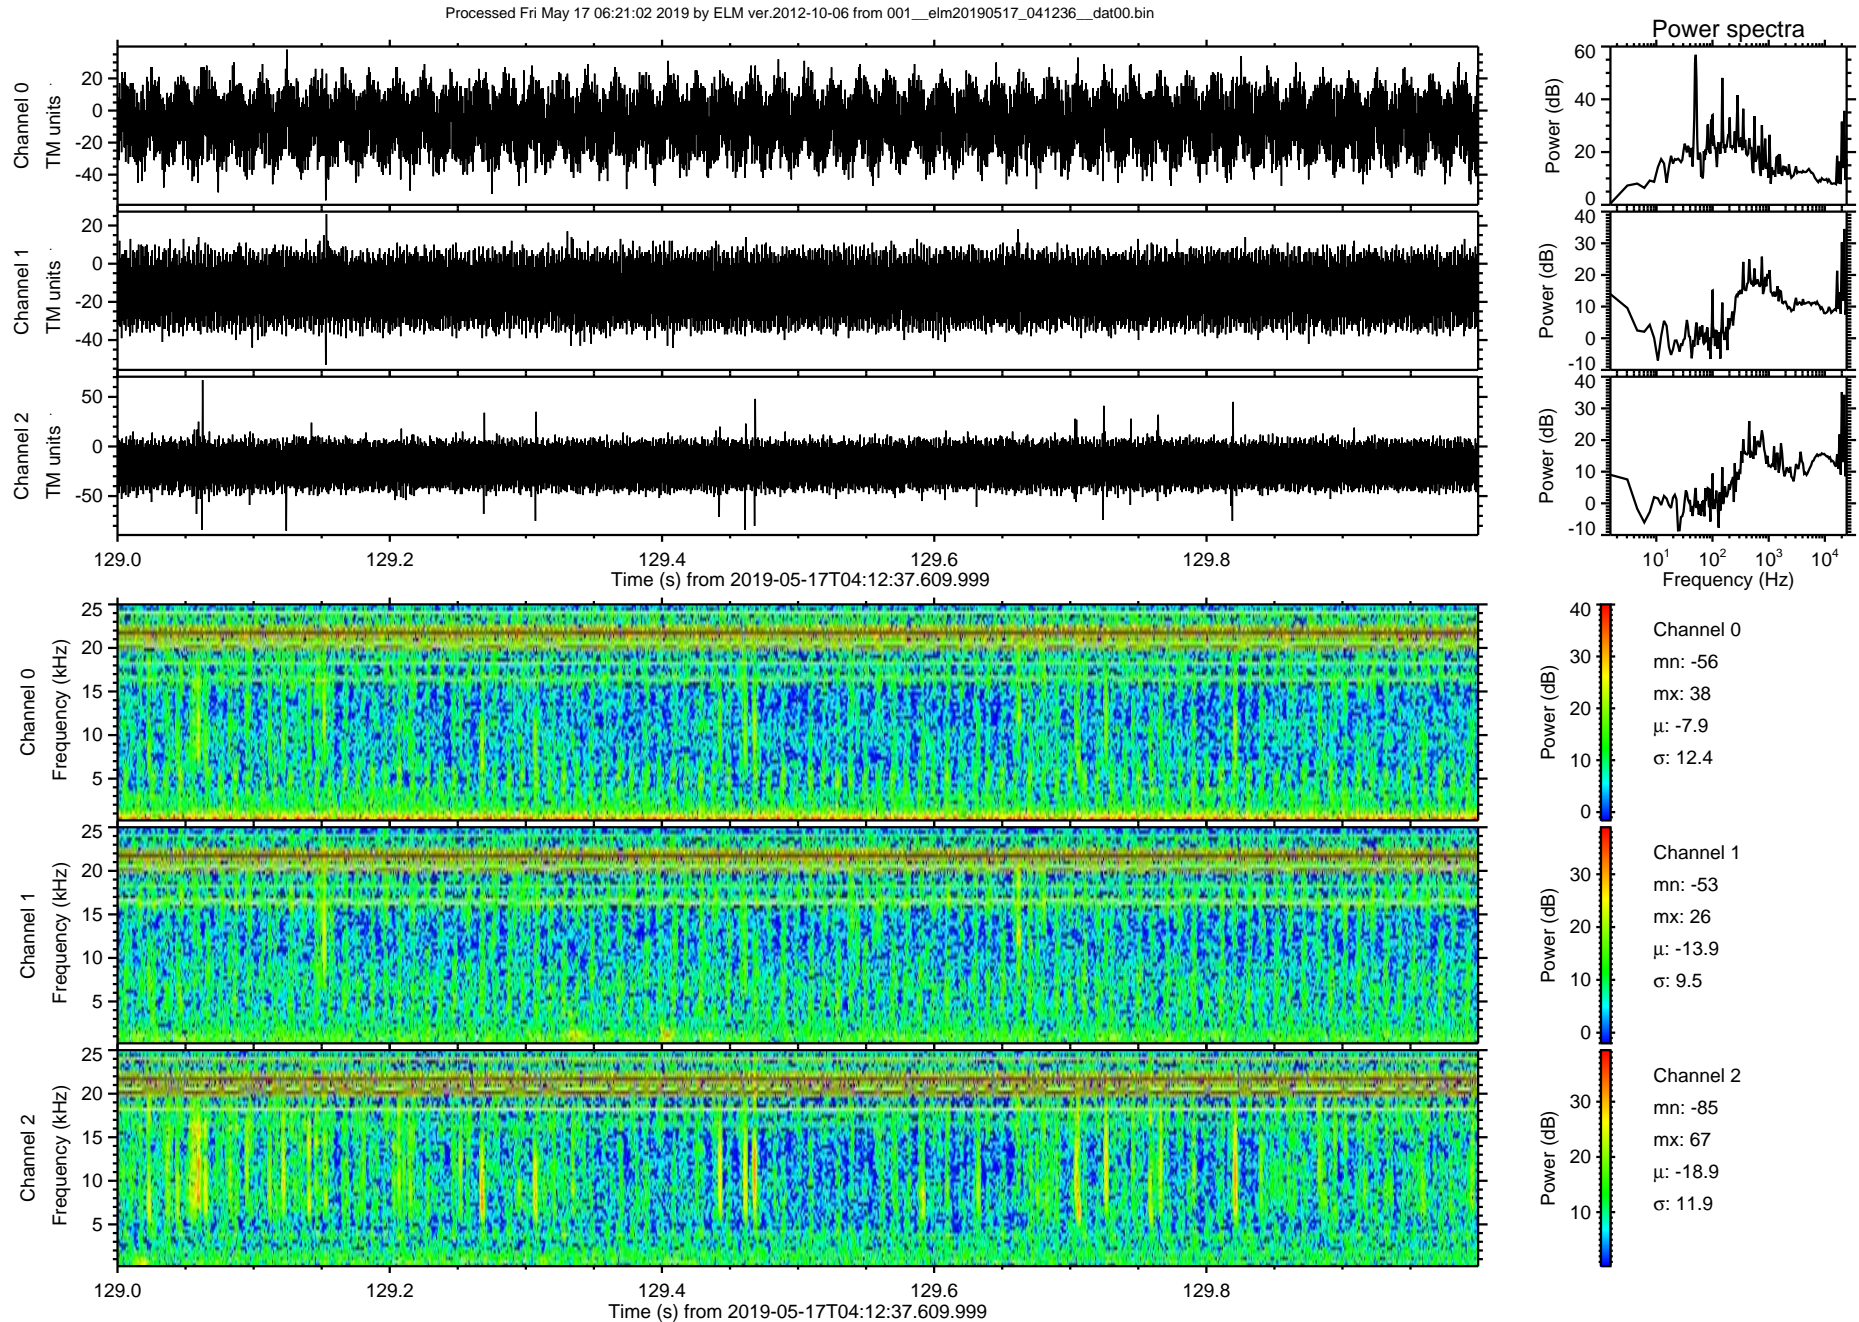 Processed Fri May 17 06:21:02 2019 by ELM ver.2012-10-06 from 001__elm20190517_041236__dat00.bin
Power spectra
Channel 0
TM units
20
0
-20
-40
Power (dB)
60
40
20
0
Channel 1
TM units
20
0
-20
-40
Power (dB)
40
30
20
10
0
-10
Channel 2
TM units
50
0
-50
Power (dB)
40
30
20
10
0
-10
129.0 129.2 129.4 129.6 129.8
Time (s) from 2019-05-17T04:12:37.609.999
10^1 10^2 10^3 10^4
Frequency (Hz)
Channel 0
Frequency (kHz)
25
20
15
10
5
Power (dB)
40
30
20
10
0
Channel 0
mn: -56
mx: 38
μ: -7.9
σ: 12.4
Channel 1
Frequency (kHz)
25
20
15
10
5
Power (dB)
30
20
10
0
Channel 1
mn: -53
mx: 26
μ: -13.9
σ: 9.5
Channel 2
Frequency (kHz)
25
20
15
10
5
Power (dB)
30
20
10
Channel 2
mn: -85
mx: 67
μ: -18.9
σ: 11.9
129.0 129.2 129.4 129.6 129.8
Time (s) from 2019-05-17T04:12:37.609.999